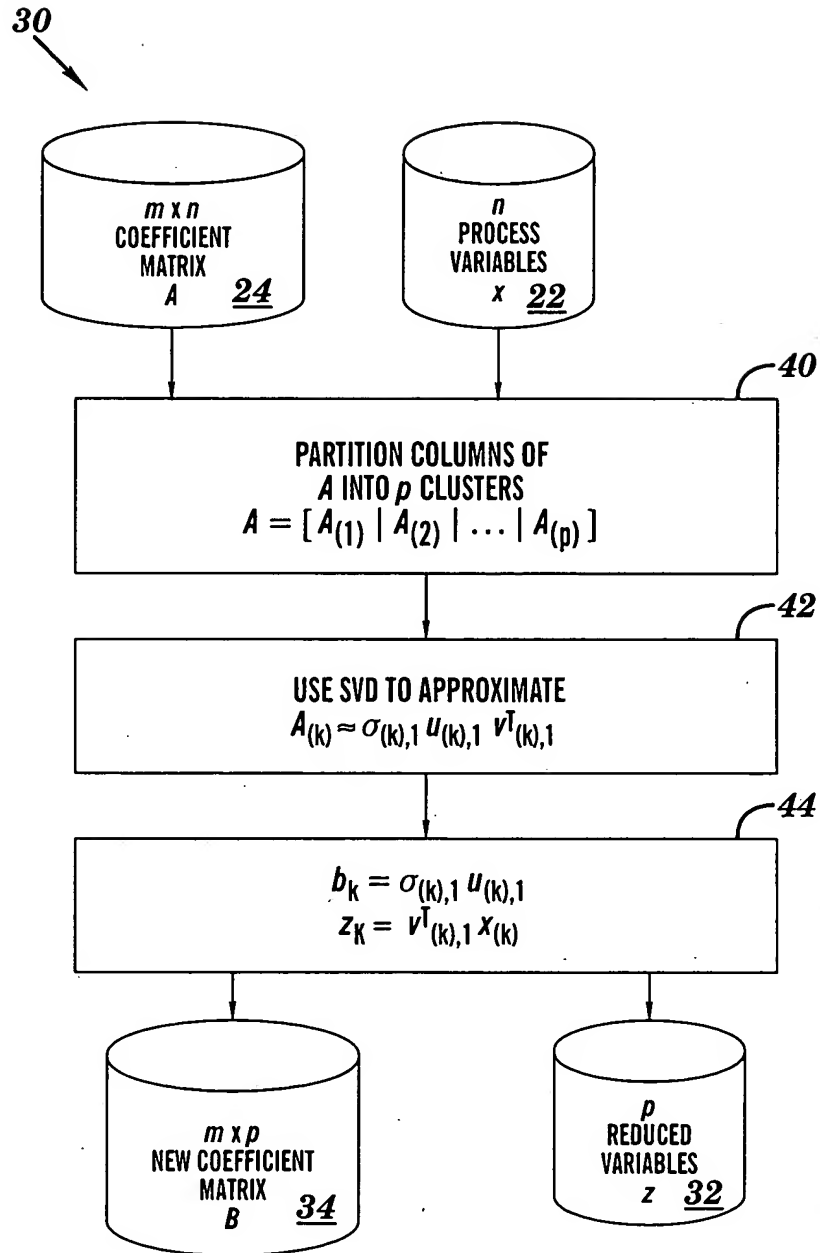 30
m x n
COEFFICIENT
MATRIX
A 24
n
PROCESS
VARIABLES
x 22
40
PARTITION COLUMNS OF
A INTO p CLUSTERS
A = [ A(1) | A(2) | ... | A(p) ]
42
USE SVD TO APPROXIMATE
A(k) ≈ σ(k),1 u(k),1 vT(k),1
44
bk = σ(k),1 u(k),1
zK = vT(k),1 x(k)
m x p
NEW COEFFICIENT
MATRIX
B 34
p
REDUCED
VARIABLES
z 32